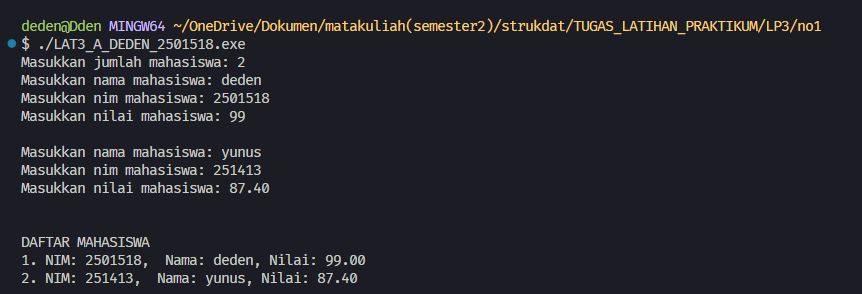 deden@Dden MINGW64 ~/OneDrive/Dokumen/matakuliah(semester2)/strukdat/TUGAS_LATIHAN_PRAKTIKUM/LP3/no1
$ ./LAT3_A_DEDEN_2501518.exe
Masukkan jumlah mahasiswa: 2
Masukkan nama mahasiswa: deden
Masukkan nim mahasiswa: 2501518
Masukkan nilai mahasiswa: 99

Masukkan nama mahasiswa: yunus
Masukkan nim mahasiswa: 251413
Masukkan nilai mahasiswa: 87.40

DAFTAR MAHASISWA
1. NIM: 2501518,  Nama: deden, Nilai: 99.00
2. NIM: 251413,  Nama: yunus, Nilai: 87.40